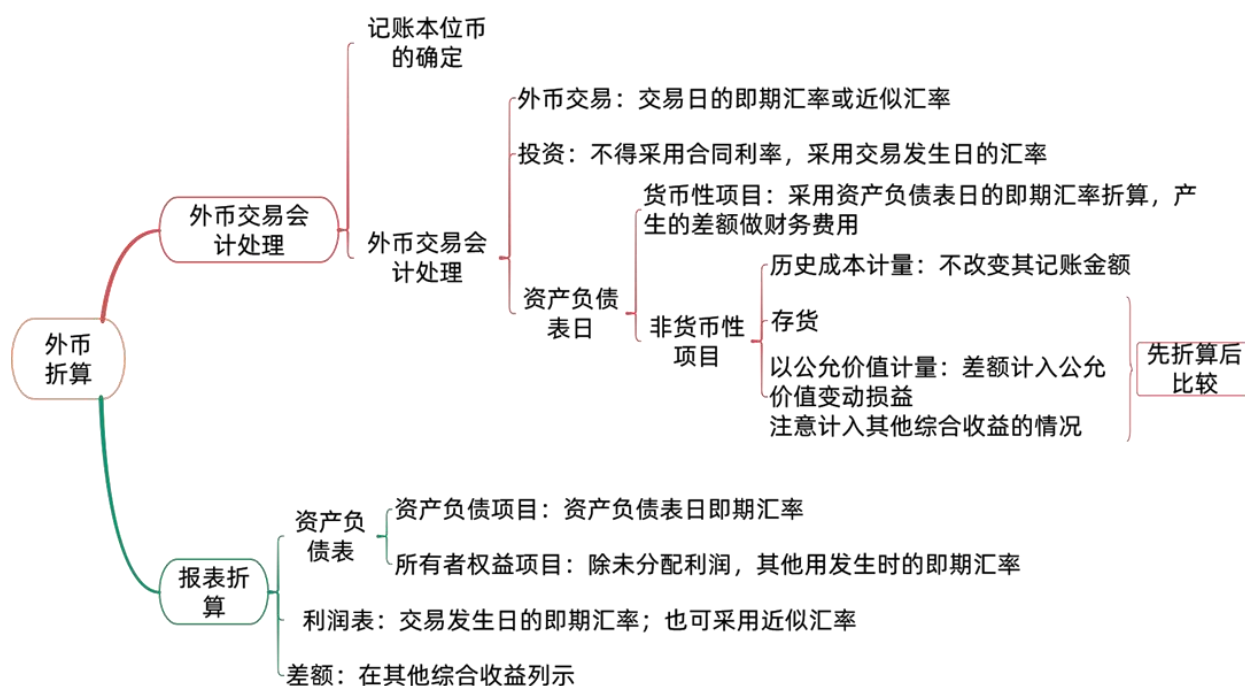 外币
折算
外币交易会
计处理
记账本位币
的确定
外币交易会
计处理
外币交易：交易日的即期汇率或近似汇率
投资：不得采用合同利率，采用交易发生日的汇率
资产负债
表日
货币性项目：采用资产负债表日的即期汇率折算，产
生的差额做财务费用
非货币性
项目
历史成本计量：不改变其记账金额
存货
以公允价值计量：差额计入公允
价值变动损益
注意计入其他综合收益的情况
先折算后
比较
报表折
算
资产负
债表
资产负债项目：资产负债表日即期汇率
所有者权益项目：除未分配利润，其他用发生时的即期汇率
利润表：交易发生日的即期汇率；也可采用近似汇率
差额：在其他综合收益列示